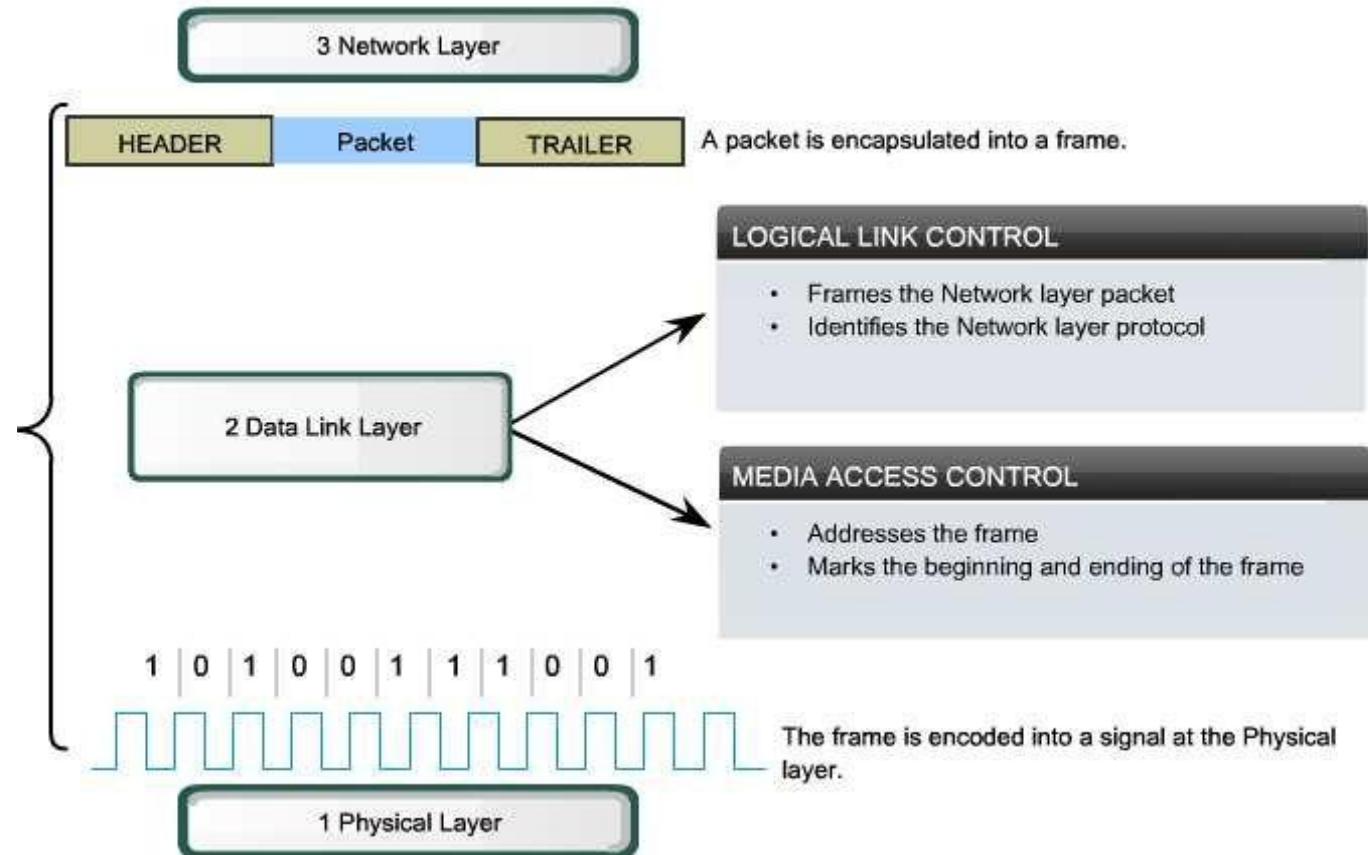 3 Network Layer
HEADER Packet TRAILER
A packet is encapsulated into a frame.
LOGICAL LINK CONTROL
• Frames the Network layer packet
• Identifies the Network layer protocol
2 Data Link Layer
MEDIA ACCESS CONTROL
• Addresses the frame
• Marks the beginning and ending of the frame
1 0 1 0 0 1 1 1 0 0 1
The frame is encoded into a signal at the Physical
layer.
1 Physical Layer